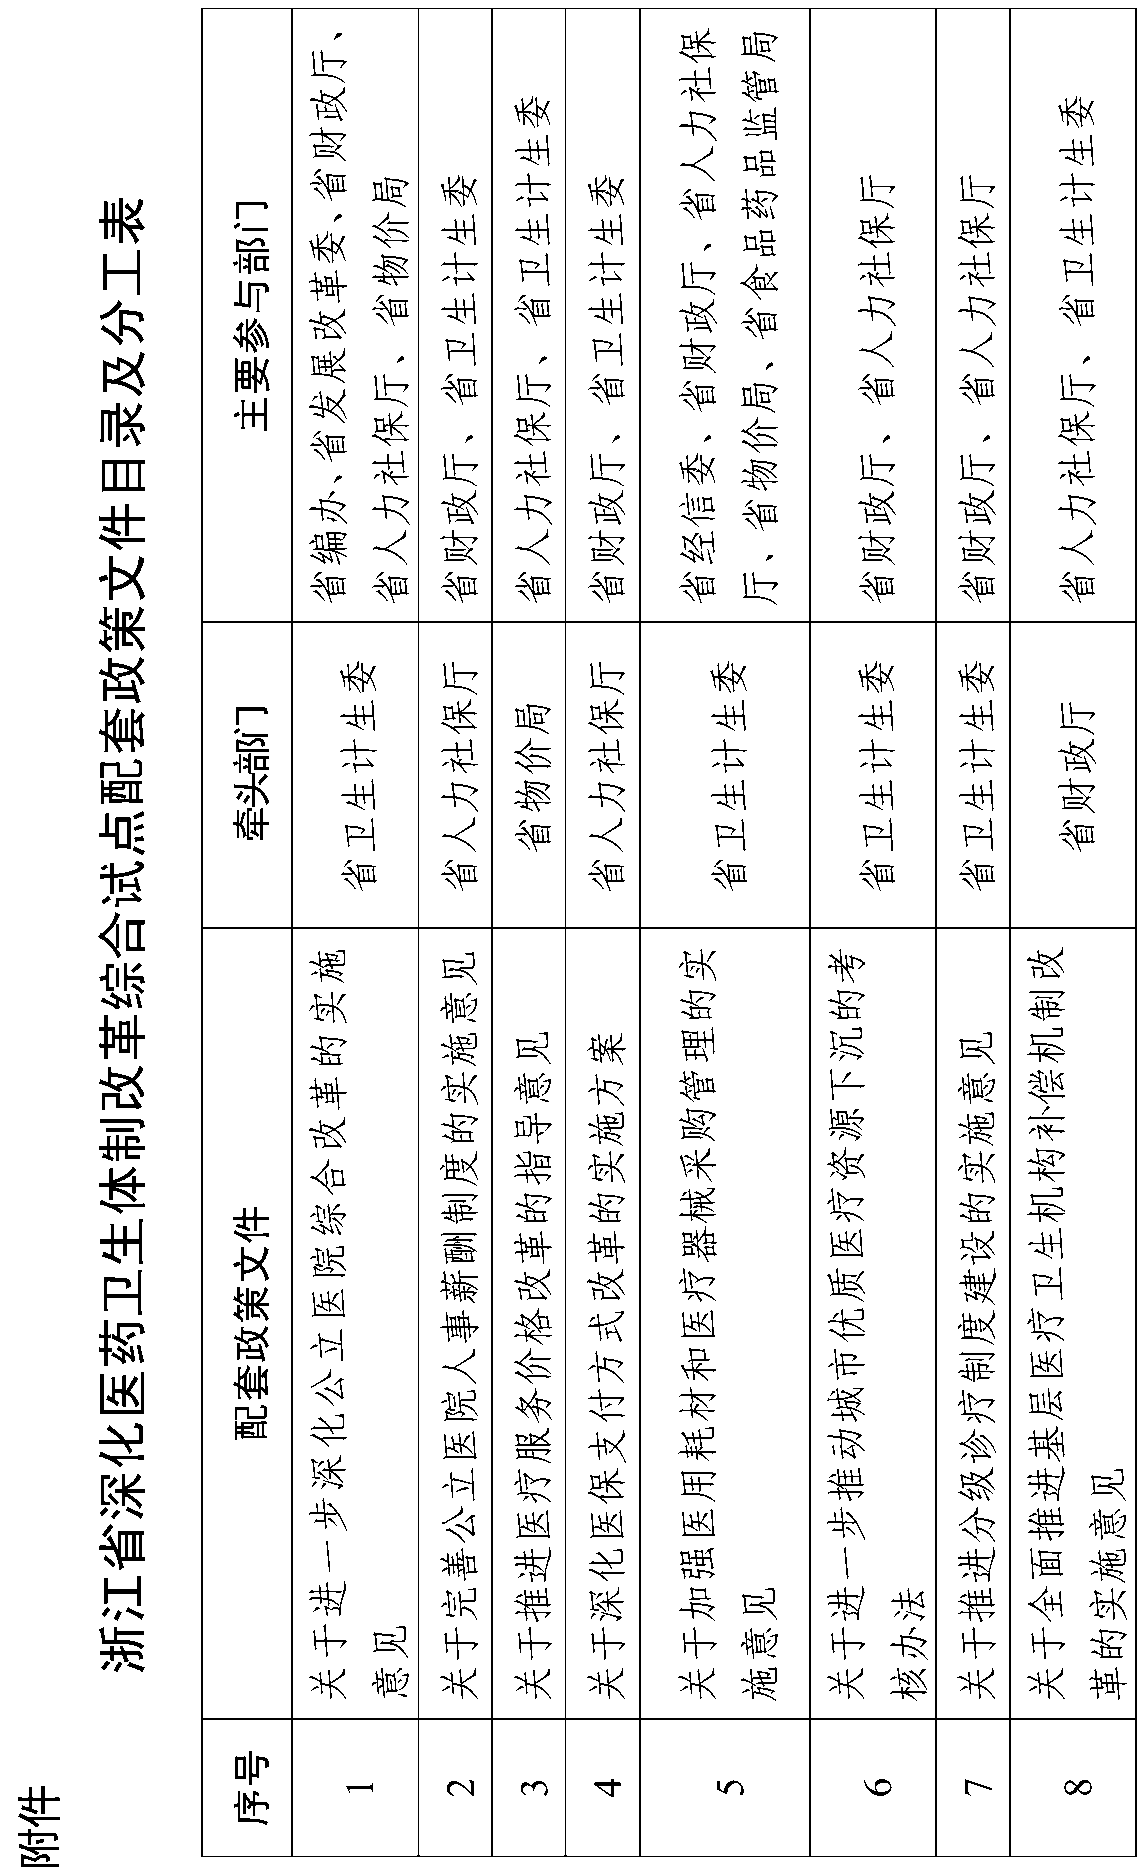 附件
浙江省深化医药卫生体制改革综合试点配套政策文件目录及分工表
序号 配套政策文件 牵头部门 主要参与部门
1 关于进一步深化公立医院综合改革的实施 省卫生计生委 省编办、省发展改革委、省财政厅、
意见 省人力社保厅、省物价局
2 关于完善公立医院人事薪酬制度的实施意见 省人力社保厅 省财政厅、省卫生计生委
3 关于推进医疗服务价格改革的指导意见 省物价局 省人力社保厅、省卫生计生委
4 关于深化医保支付方式改革的实施方案 省人力社保厅 省财政厅、省卫生计生委
5 关于加强医用耗材和医疗器械采购管理的实 省卫生计生委 省经信委、省财政厅、省人力社保
施意见 厅、省物价局、省食品药品监管局
6 关于进一步推动城市优质医疗资源下沉的考 省卫生计生委 省财政厅、省人力社保厅
核办法
7 关于推进分级诊疗制度建设的实施意见 省卫生计生委 省财政厅、省人力社保厅
8 关于全面推进基层医疗卫生机构补偿机制改 省财政厅 省人力社保厅、省卫生计生委
革的实施意见